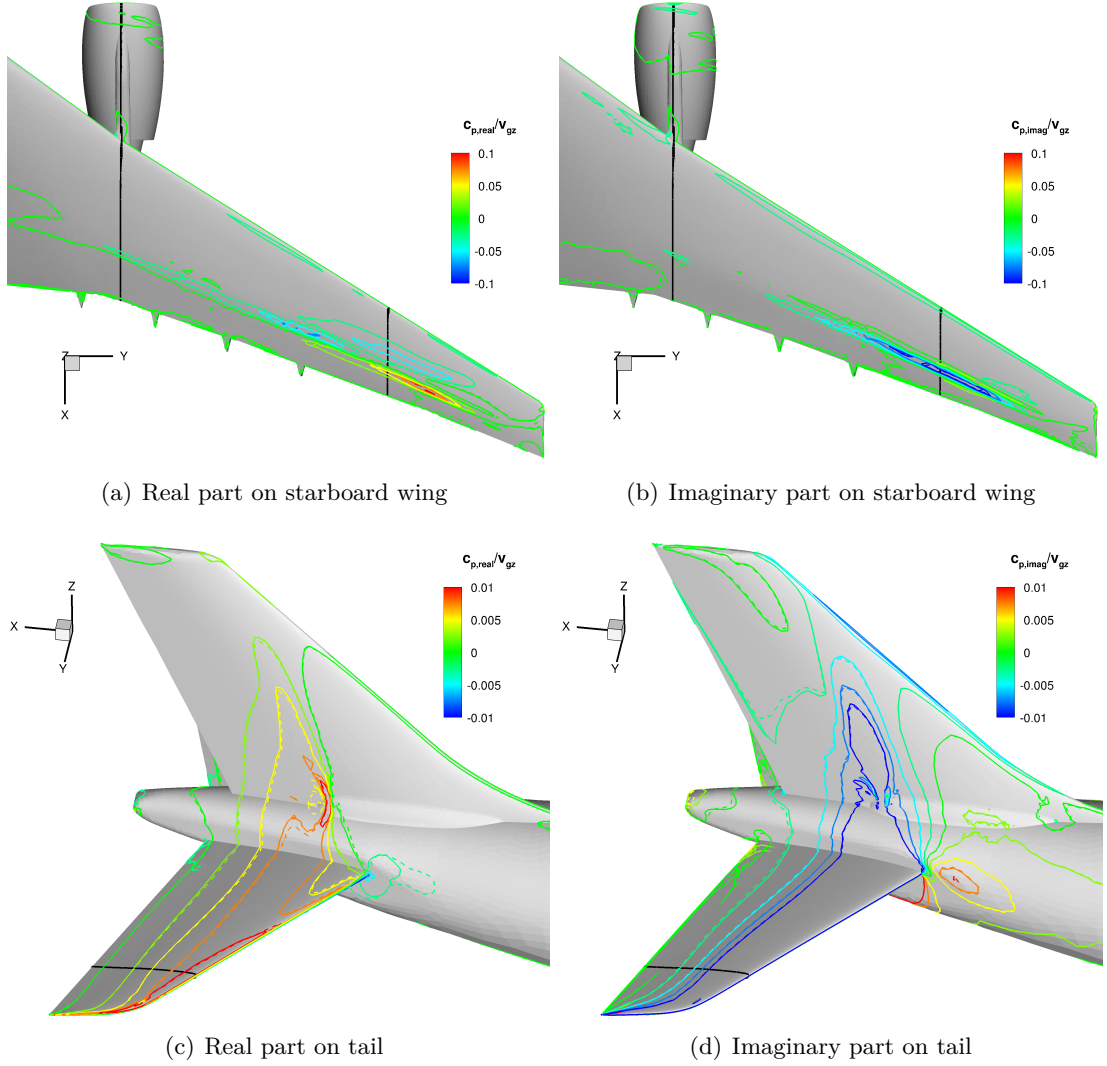 c_p,real/v_gz
0.1
0.05
0
-0.05
-0.1
Z Y
X
c_p,imag/v_gz
0.1
0.05
0
-0.05
-0.1
Z Y
X
(a) Real part on starboard wing
(b) Imaginary part on starboard wing
c_p,real/v_gz
0.01
0.005
0
-0.005
-0.01
Z
X
Y
c_p,imag/v_gz
0.01
0.005
0
-0.005
-0.01
Z
X
Y
(c) Real part on tail
(d) Imaginary part on tail